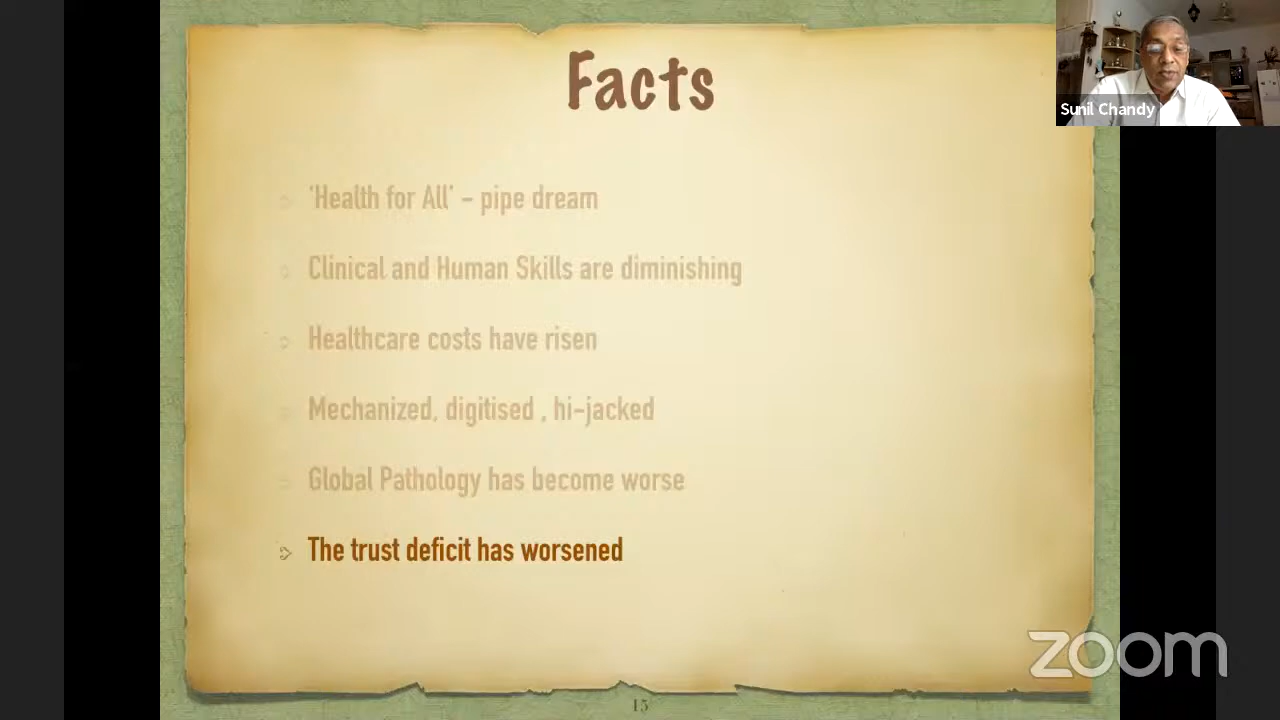 Facts
Sunil Chandy
'Health for All' - pipe dream
Clinical and Human Skills are diminishing
Healthcare costs have risen
Mechanized, digitised , hi-jacked
Global Pathology has become worse
The trust deficit has worsened
zoom
15